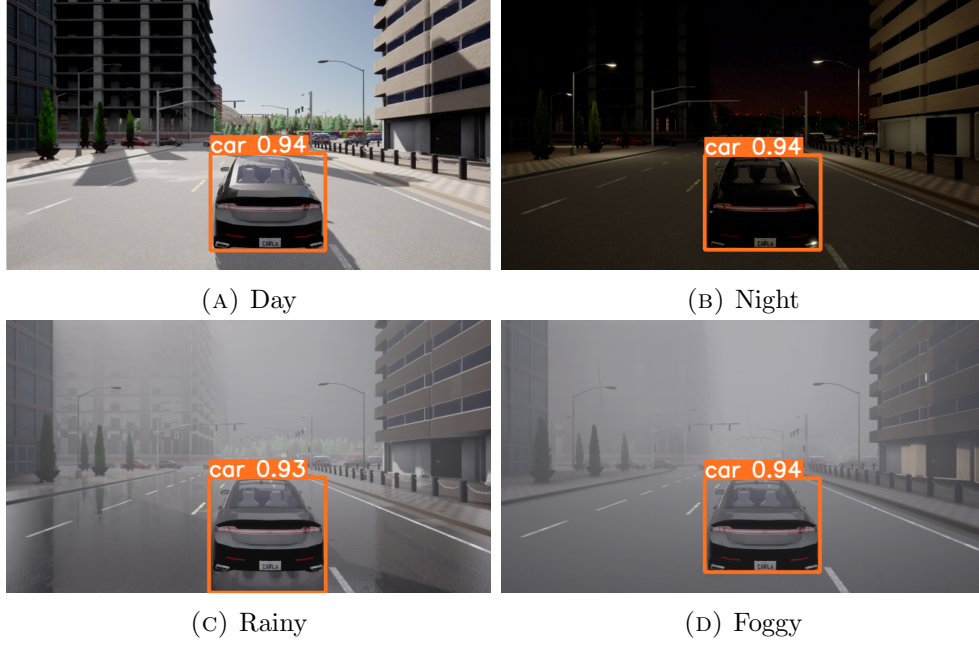 car 0.94
CARLA
(A) Day
car 0.94
CARLA
(B) Night
car 0.93
CARLA
(C) Rainy
car 0.94
CARLA
(D) Foggy